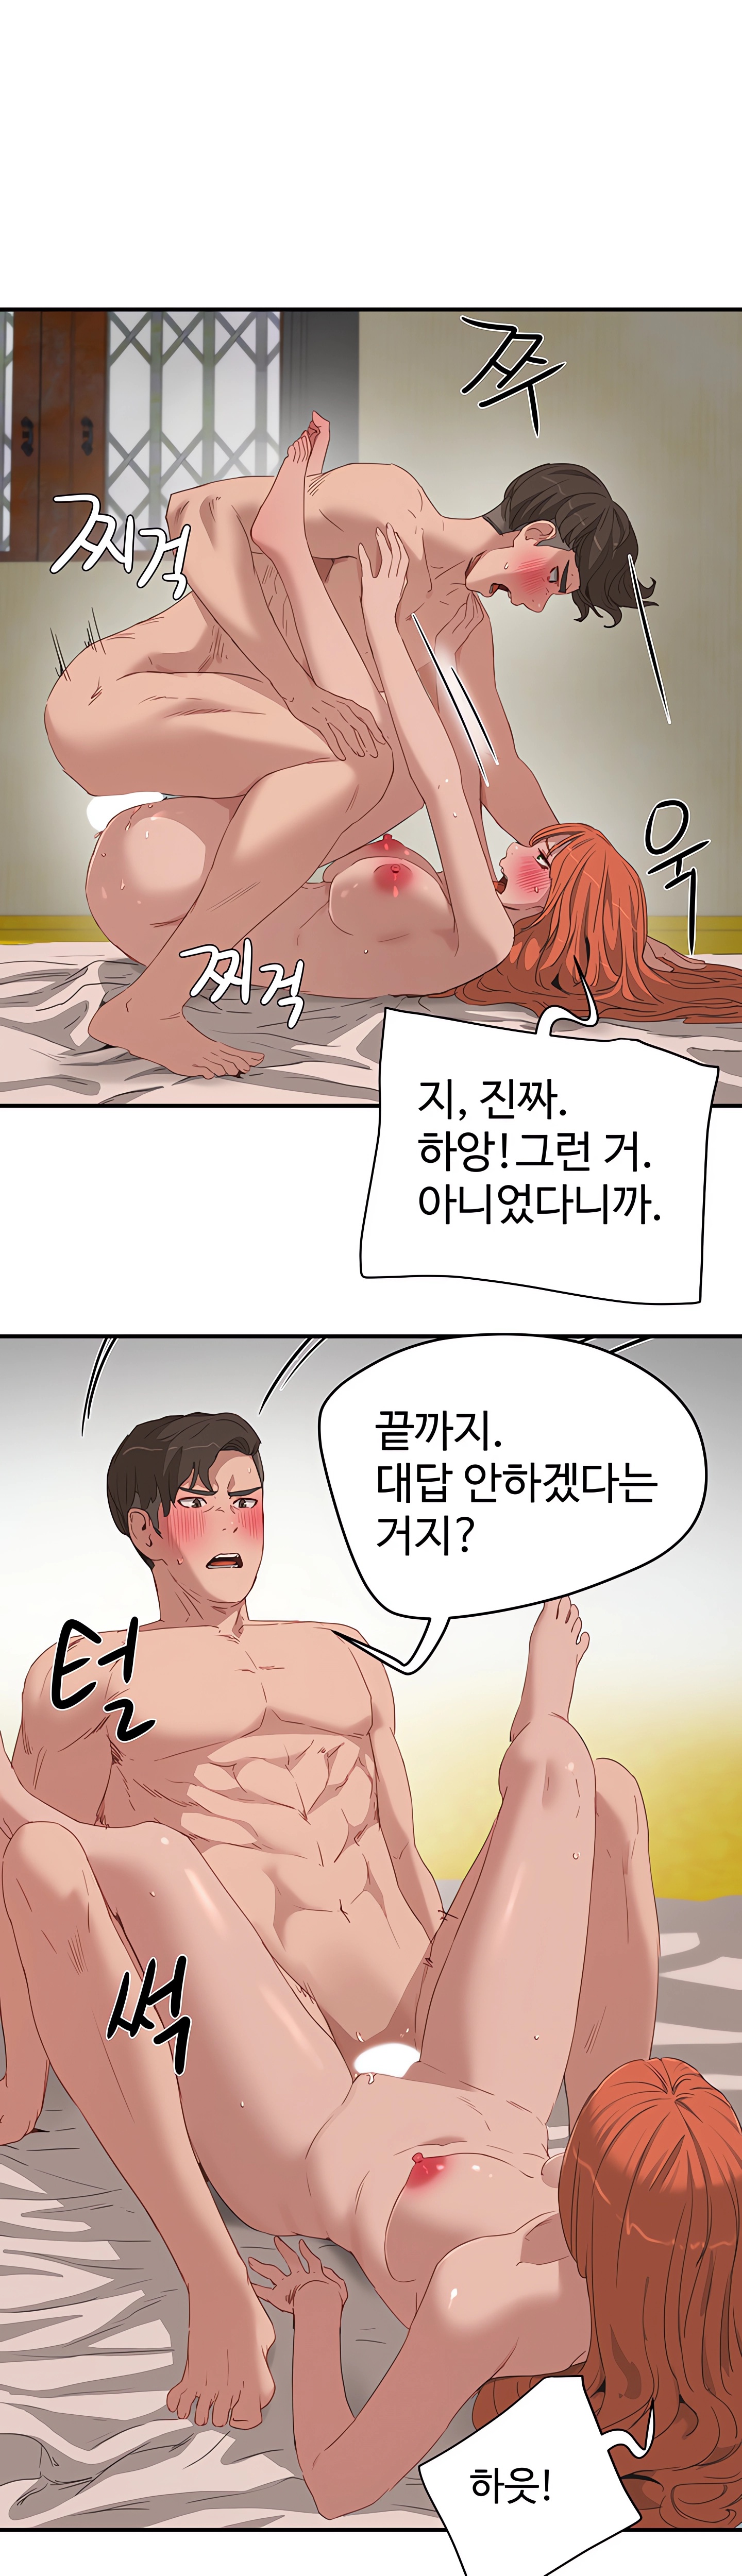 쪽
찌걱
욱
찌걱
지, 진짜.
하앙! 그런 거.
아니었다니까.
끝까지.
대답 안하겠다는
거지?
털
썩
하읏!